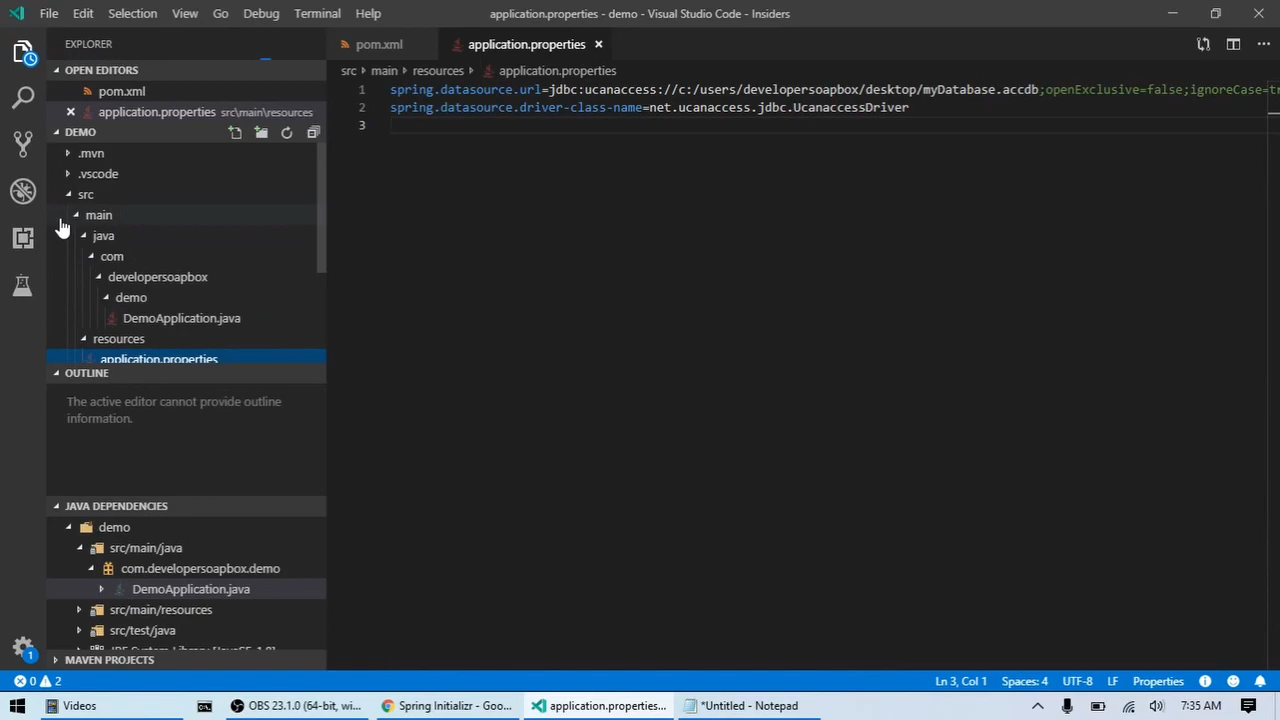 File Edit Selection View Go Debug Terminal Help application.properties - demo - Visual Studio Code - Insiders
EXPLORER
pom.xml
application.properties
OPEN EDITORS
pom.xml
application.properties src\main\resources
DEMO
.mvn
.vscode
src
main
java
com
developersoapbox
demo
DemoApplication.java
resources
application.properties
OUTLINE
The active editor cannot provide outline
information.
JAVA DEPENDENCIES
demo
src/main/java
com.developersoapbox.demo
DemoApplication.java
src/main/resources
src/test/java
MAVEN PROJECTS
src main resources application.properties
1 spring.datasource.url=jdbc:ucanaccess://c:/users/developersoapbox/desktop/myDatabase.accdb;openExclusive=false;ignoreCase=tr
2 spring.datasource.driver-class-name=net.ucanaccess.jdbc.UcanaccessDriver
3
1
0 2 Ln 3, Col 1 Spaces: 4 UTF-8 LF Properties
Videos OBS 23.1.0 (64-bit, wi... Spring Initializr - Goo... application.properties... *Untitled - Notepad 7:35 AM